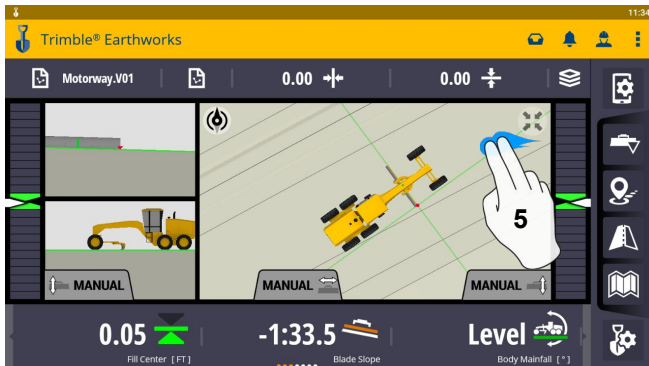 11:34
Trimble® Earthworks
Motorway.V01 0.00 0.00
5
MANUAL MANUAL MANUAL
0.05 -1:33.5 Level
Fill Center [FT] Blade Slope Body Mainfall [°]